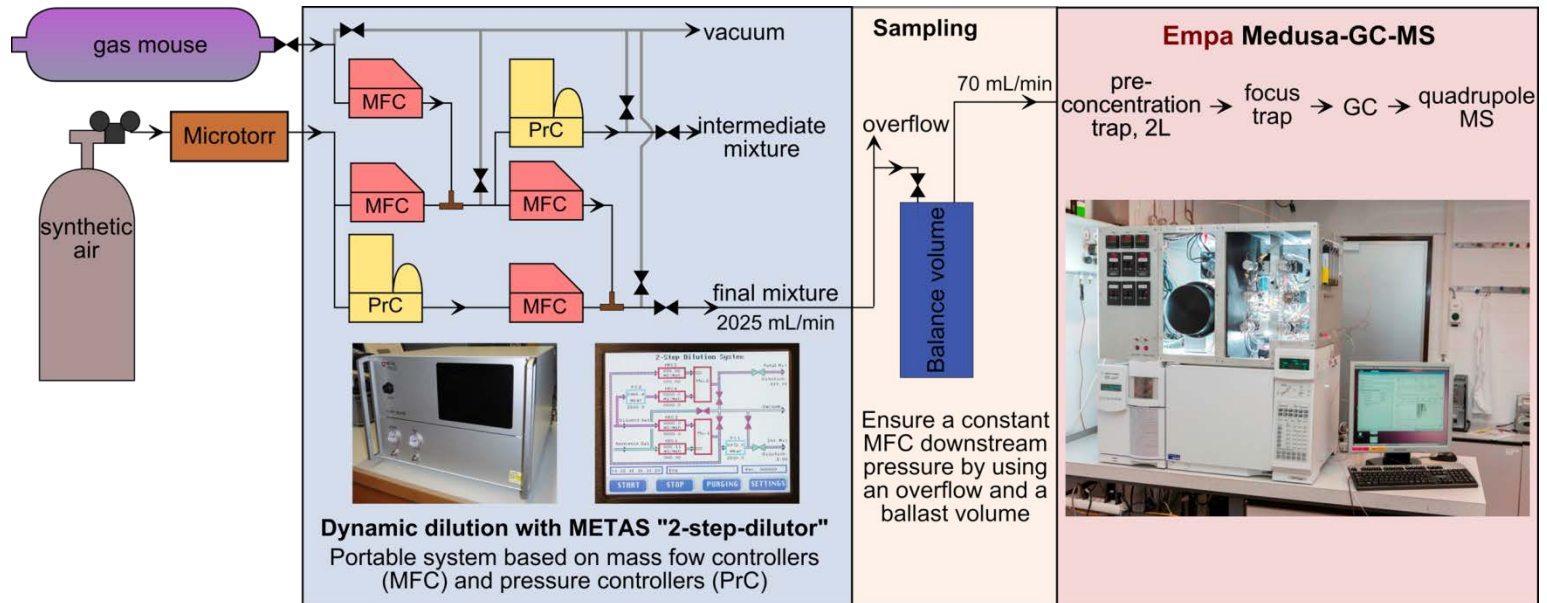 gas mouse
Microtorr
synthetic
air
vacuum
MFC
PrC
intermediate
mixture
MFC
MFC
PrC
MFC
final mixture
2025 mL/min
2-Step Dilution System
START
STOP
PURGING
SETTINGS
Dynamic dilution with METAS "2-step-dilutor"
Portable system based on mass fow controllers
(MFC) and pressure controllers (PrC)
Sampling
70 mL/min
overflow
Balance volume
Ensure a constant
MFC downstream
pressure by using
an overflow and a
ballast volume
Empa Medusa-GC-MS
pre-
concentration
trap, 2L
focus
trap
GC
quadrupole
MS